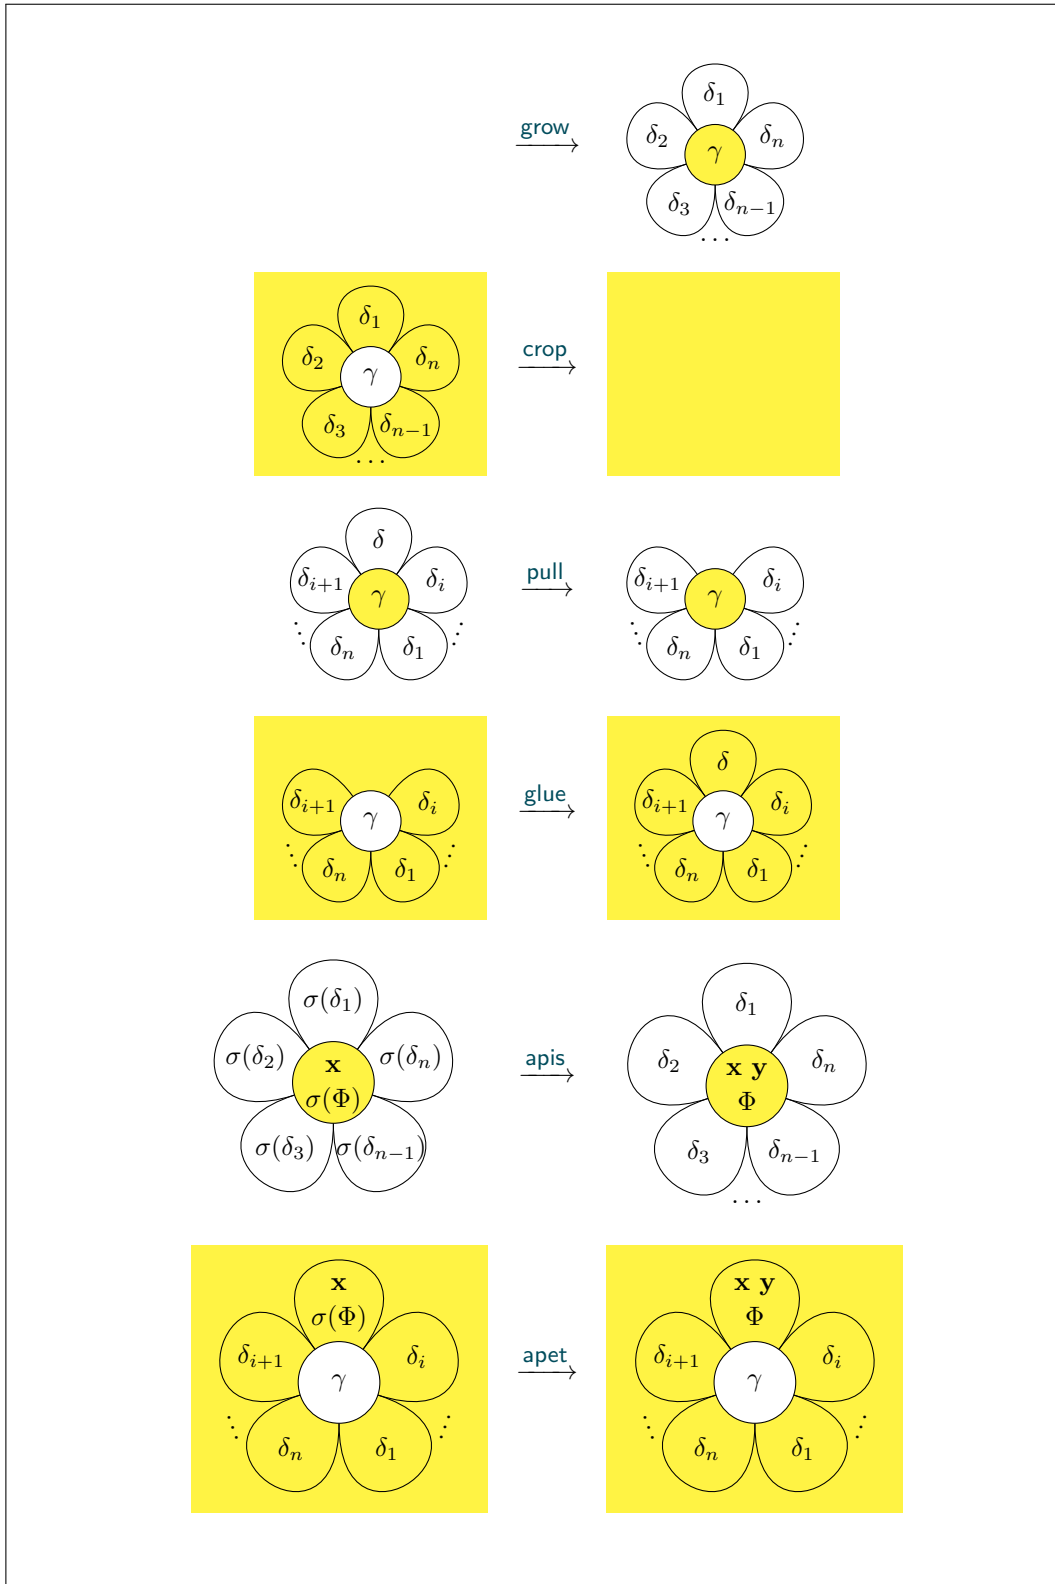 δ₁
grow
δ₂ γ δₙ
δ₃ δₙ₋₁
...
δ₁
crop
δ₂ γ δₙ
δ₃ δₙ₋₁
...
δ
pull
δᵢ₊₁ γ δᵢ δᵢ₊₁ γ δᵢ
⋱ δₙ δ₁ ⋰ ⋱ δₙ δ₁ ⋰
δ
glue
δᵢ₊₁ γ δᵢ δᵢ₊₁ γ δᵢ
⋱ δₙ δ₁ ⋰ ⋱ δₙ δ₁ ⋰
σ(δ₁) δ₁
apis
σ(δ₂) x σ(δₙ) δ₂ x y δₙ
σ(Φ) Φ
σ(δ₃) σ(δₙ₋₁) δ₃ δₙ₋₁
...
x x y
σ(Φ) Φ
apet
δᵢ₊₁ γ δᵢ δᵢ₊₁ γ δᵢ
⋱ δₙ δ₁ ⋰ ⋱ δₙ δ₁ ⋰